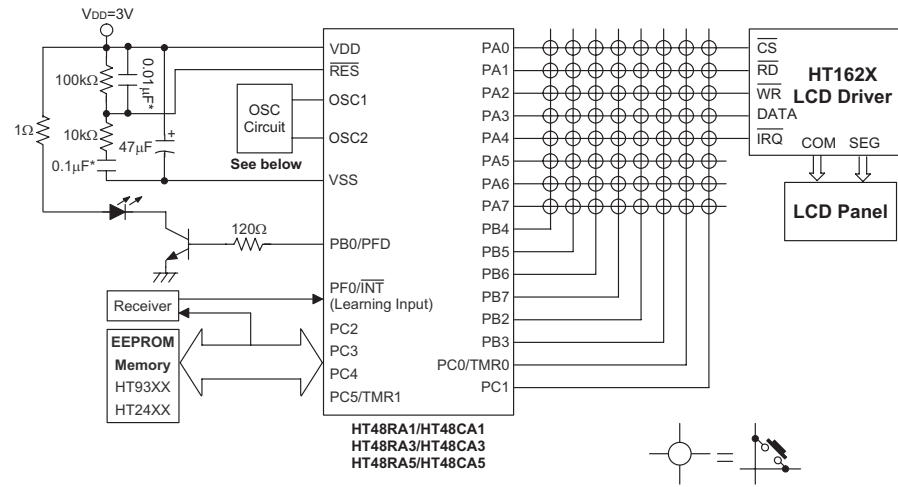 VDD=3V
100kΩ
0.01μF*
1Ω
10kΩ
47μF
+
0.1μF*
OSC
Circuit
See below
120Ω
Receiver
EEPROM
Memory
HT93XX
HT24XX
VDD
RES
OSC1
OSC2
VSS
PB0/PFD
PF0/INT
(Learning Input)
PC2
PC3
PC4
PC5/TMR1
PA0
PA1
PA2
PA3
PA4
PA5
PA6
PA7
PB4
PB5
PB6
PB7
PB2
PB3
PC0/TMR0
PC1
CS
RD
WR
DATA
IRQ
HT162X
LCD Driver
COM SEG
LCD Panel
HT48RA1/HT48CA1
HT48RA3/HT48CA3
HT48RA5/HT48CA5
=